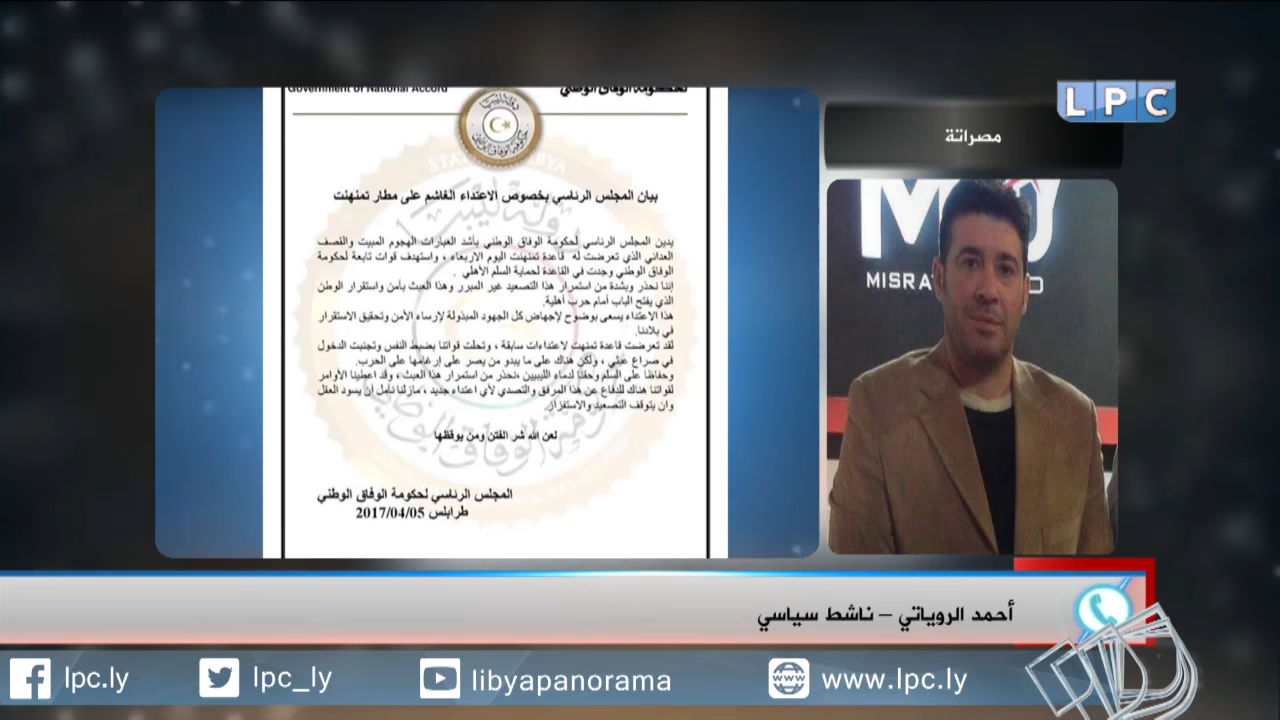 LPC
مصراتة
Government of National Accord
لحكومة الوفاق الوطني
بيان المجلس الرئاسي بخصوص الاعتداء الغاشم على مطار تمنهنت
يدين المجلس الرئاسي لحكومة الوفاق الوطني بأشد العبارات الهجوم المبيت والقصف
العدائي الذي تعرضت له قاعدة تمنهنت اليوم الاربعاء ، واستهدف قوات تابعة لحكومة
الوفاق الوطني وجدت في القاعدة لحماية السلم الأهلي .
إننا نحذر وبشدة من استمرار هذا التصعيد غير المبرر وهذا العبث بأمن واستقرار الوطن
الذي يفتح الباب أمام حرب أهلية.
هذا الاعتداء يسعى بوضوح لإجهاض كل الجهود المبذولة لإرساء الأمن وتحقيق الاستقرار
في بلادنا.
لقد تعرضت قاعدة تمنهت لاعتداءات سابقة ، وتحلت قواتنا بضبط النفس وتجنبت الدخول
في صراع عبثي ، ولكن هناك على ما يبدو من يصر على ارغامها على الحرب.
وحفاظا على السلم وحقنا لدماء الليبيين ،نحذر من استمرار هذا العبث ، وقد اعطينا الأوامر
لقواتنا هناك للدفاع عن هذا المرفق والتصدي لأي اعتداء جديد ، مازلنا نأمل أن يسود العقل
وان يتوقف التصعيد والاستفزاز.
لعن الله شر الفتن ومن يوقظها
المجلس الرئاسي لحكومة الوفاق الوطني
طرابلس 2017/04/05
أحمد الروياتي – ناشط سياسي
lpc.ly
lpc_ly
libyapanorama
www.lpc.ly